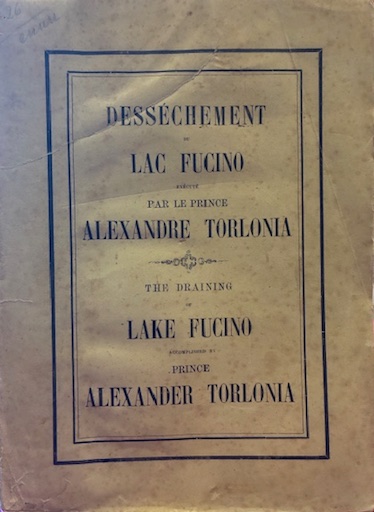 DESSÉCHEMENT
DU
LAC FUCINO
EXÉCUTÉ
PAR LE PRINCE
ALEXANDRE TORLONIA
THE DRAINING
OF
LAKE FUCINO
ACCOMPLISHED BY
PRINCE
ALEXANDER TORLONIA